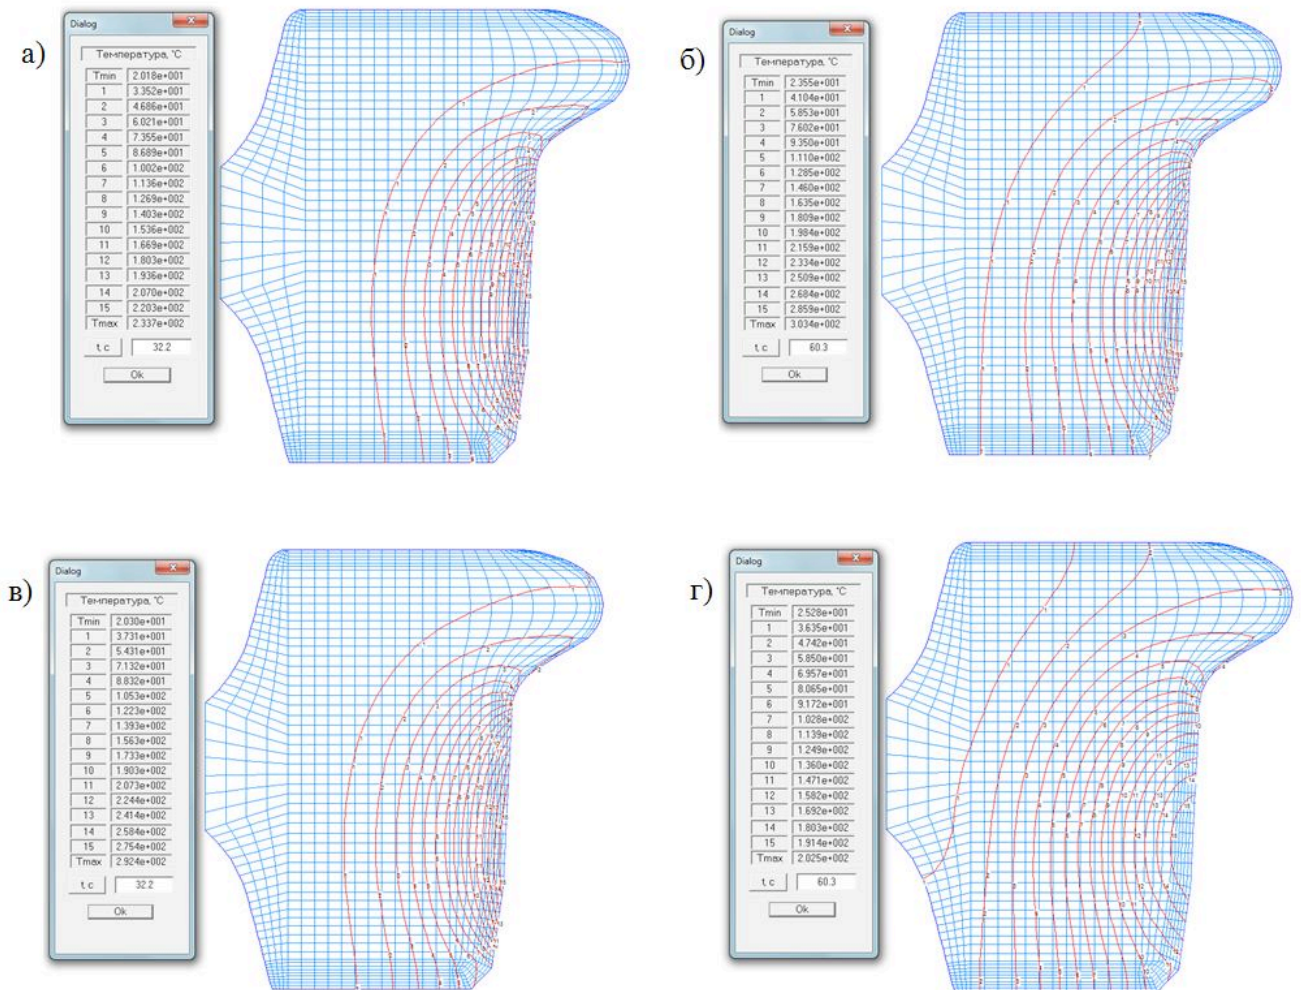 а)
Dialog
Температура, °C
Tmin 2.018e+001
1 3.352e+001
2 4.686e+001
3 6.021e+001
4 7.355e+001
5 8.689e+001
6 1.002e+002
7 1.136e+002
8 1.269e+002
9 1.403e+002
10 1.536e+002
11 1.669e+002
12 1.803e+002
13 1.936e+002
14 2.070e+002
15 2.203e+002
Tmax 2.337e+002
t, c 32.2
Ok
б)
Dialog
Температура, °C
Tmin 2.355e+001
1 4.104e+001
2 5.853e+001
3 7.602e+001
4 9.350e+001
5 1.110e+002
6 1.285e+002
7 1.460e+002
8 1.635e+002
9 1.809e+002
10 1.984e+002
11 2.159e+002
12 2.334e+002
13 2.509e+002
14 2.684e+002
15 2.859e+002
Tmax 3.034e+002
t, c 60.3
Ok
в)
Dialog
Температура, °C
Tmin 2.030e+001
1 3.731e+001
2 5.431e+001
3 7.132e+001
4 8.832e+001
5 1.053e+002
6 1.223e+002
7 1.393e+002
8 1.563e+002
9 1.733e+002
10 1.903e+002
11 2.073e+002
12 2.244e+002
13 2.414e+002
14 2.584e+002
15 2.754e+002
Tmax 2.924e+002
t, c 32.2
Ok
г)
Dialog
Температура, °C
Tmin 2.528e+001
1 3.635e+001
2 4.742e+001
3 5.850e+001
4 6.957e+001
5 8.065e+001
6 9.172e+001
7 1.028e+002
8 1.139e+002
9 1.249e+002
10 1.360e+002
11 1.471e+002
12 1.582e+002
13 1.692e+002
14 1.803e+002
15 1.914e+002
Tmax 2.025e+002
t, c 60.3
Ok